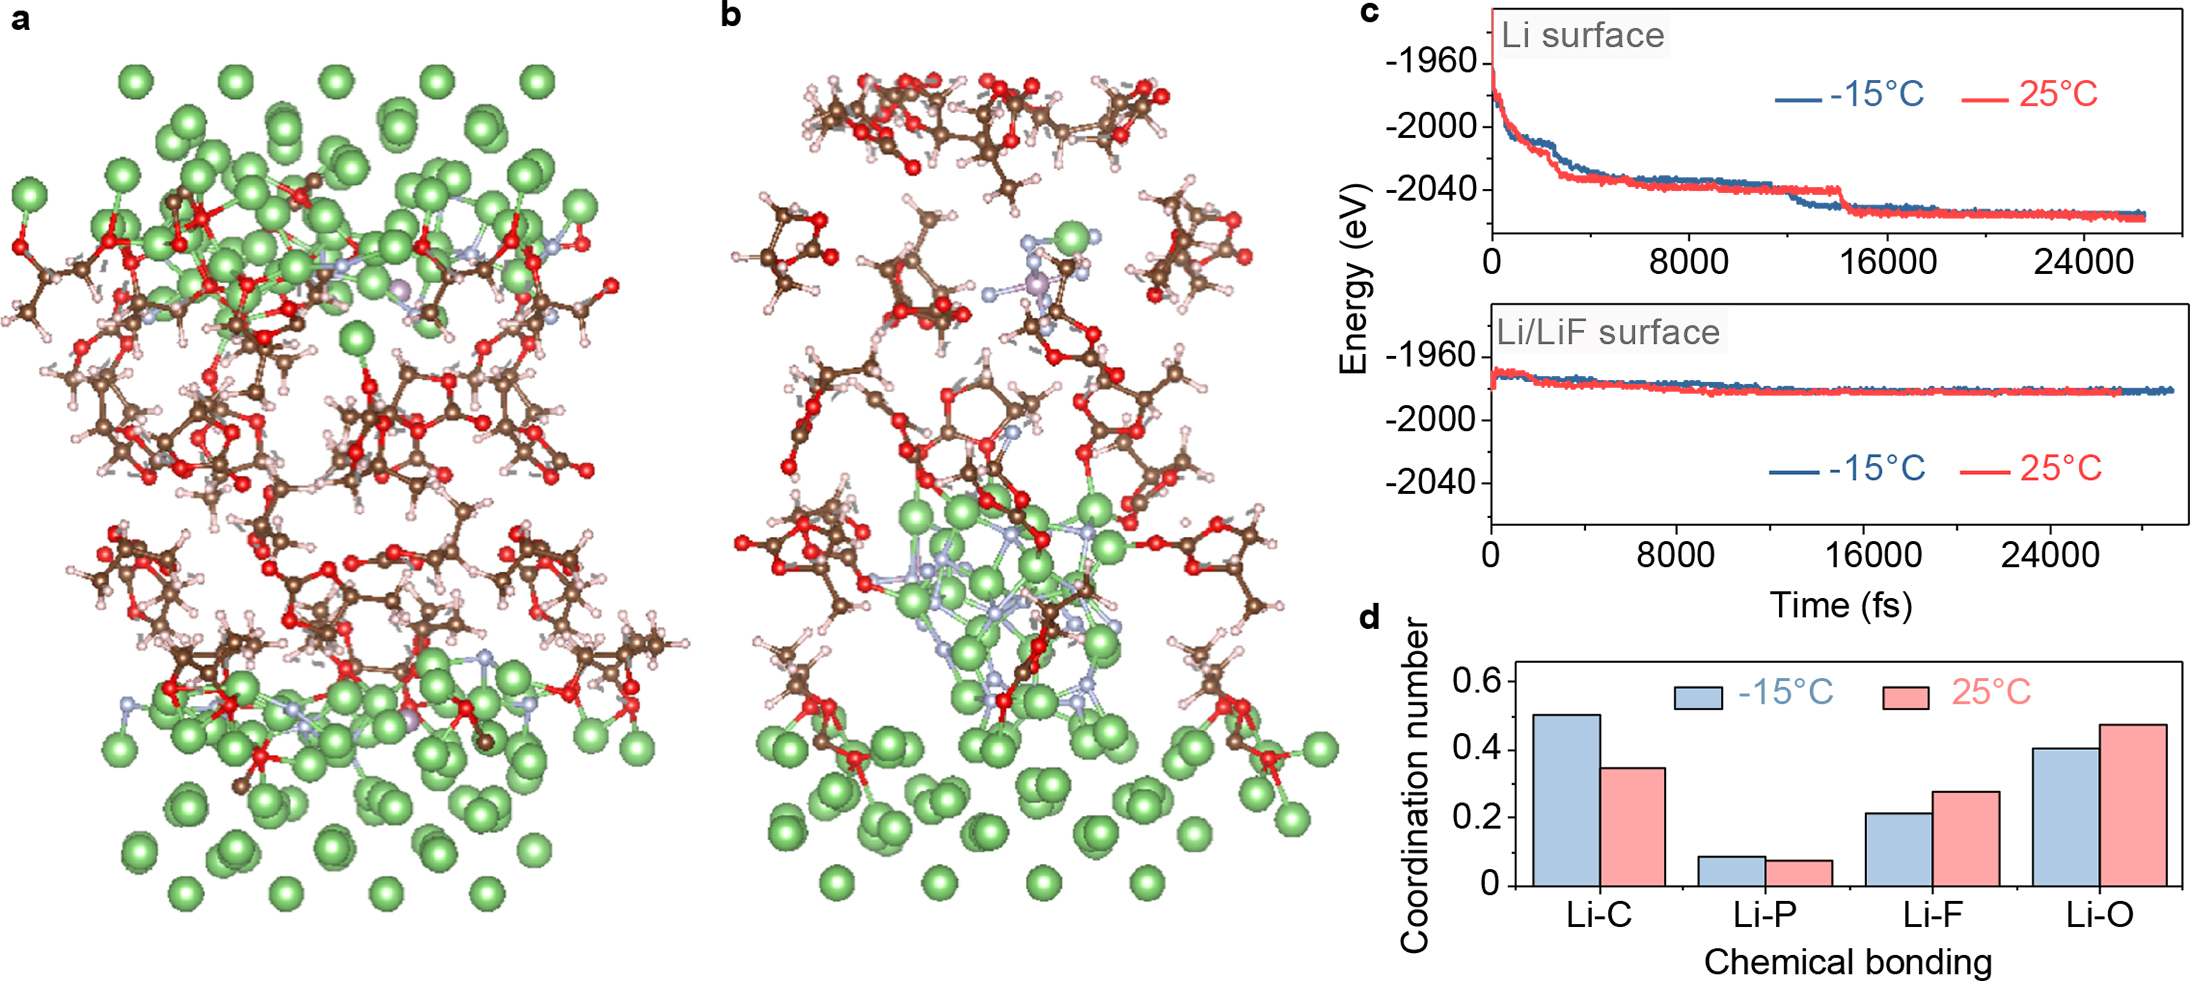 a
b
c
Li surface
-15°C
25°C
-1960
-2000
-2040
0
8000
16000
24000
Energy (eV)
Li/LiF surface
-1960
-2000
-2040
-15°C
25°C
0
8000
16000
24000
Time (fs)
d
Coordination number
-15°C
25°C
0.6
0.4
0.2
0
Li-C
Li-P
Li-F
Li-O
Chemical bonding